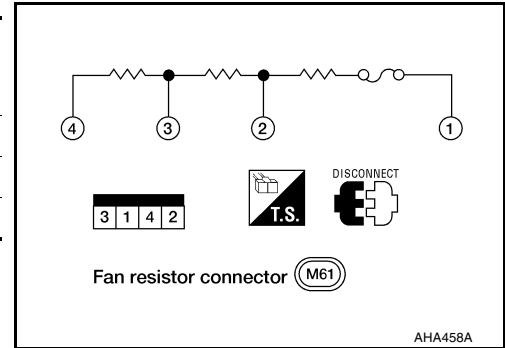 4 3 2 1
DISCONNECT
T.S.
3 1 4 2
Fan resistor connector M61
AHA458A